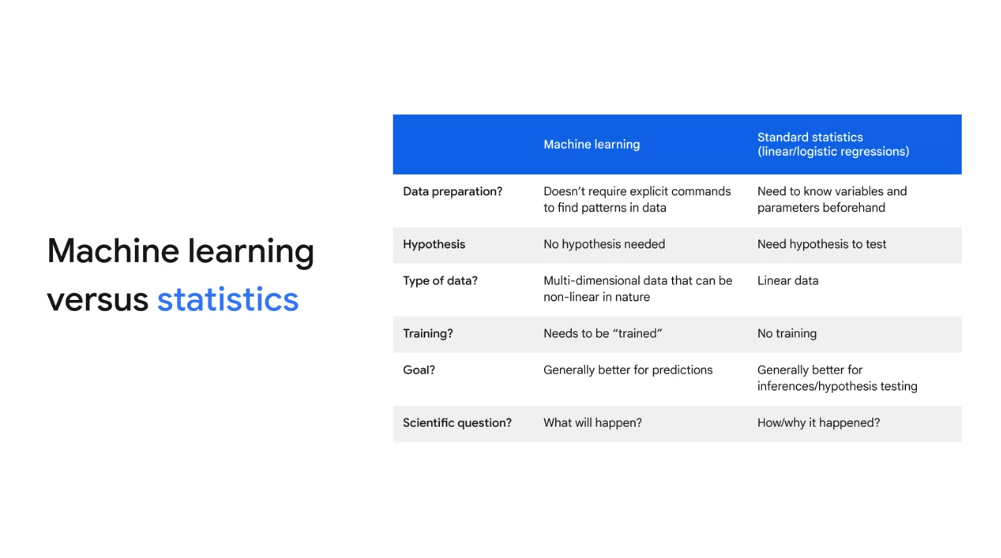 Machine learning
versus statistics
Machine learning
Standard statistics
(linear/logistic regressions)
Data preparation?
Doesn’t require explicit commands
to find patterns in data
Need to know variables and
parameters beforehand
Hypothesis
No hypothesis needed
Need hypothesis to test
Type of data?
Multi-dimensional data that can be
non-linear in nature
Linear data
Training?
Needs to be “trained”
No training
Goal?
Generally better for predictions
Generally better for
inferences/hypothesis testing
Scientific question?
What will happen?
How/why it happened?